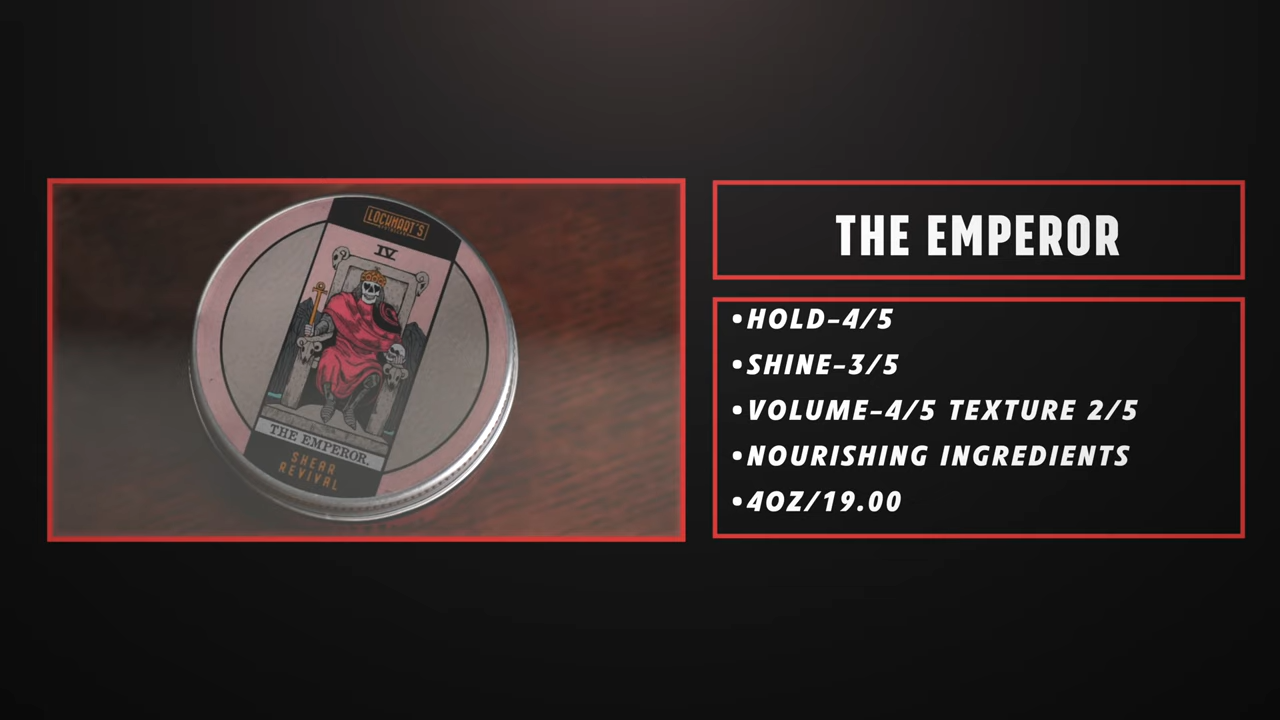 LOCKHART'S
IV
THE EMPEROR.
SHEAR
REVIVAL
THE EMPEROR
•HOLD-4/5
•SHINE-3/5
•VOLUME-4/5 TEXTURE 2/5
•NOURISHING INGREDIENTS
•4OZ/19.00